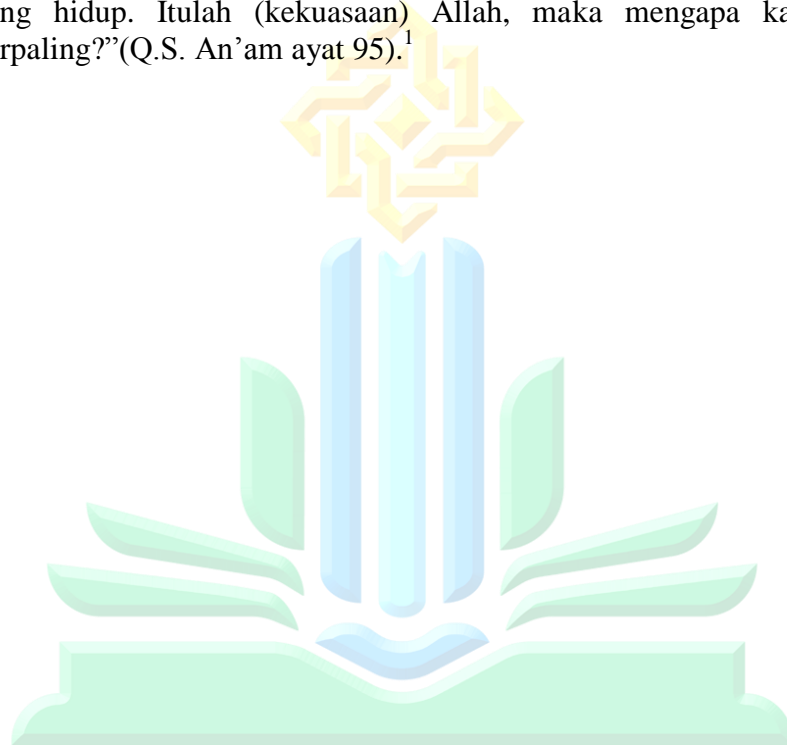 ng hidup. Itulah (kekuasaan) Allah, maka mengapa ka
rpaling?”(Q.S. An’am ayat 95).1